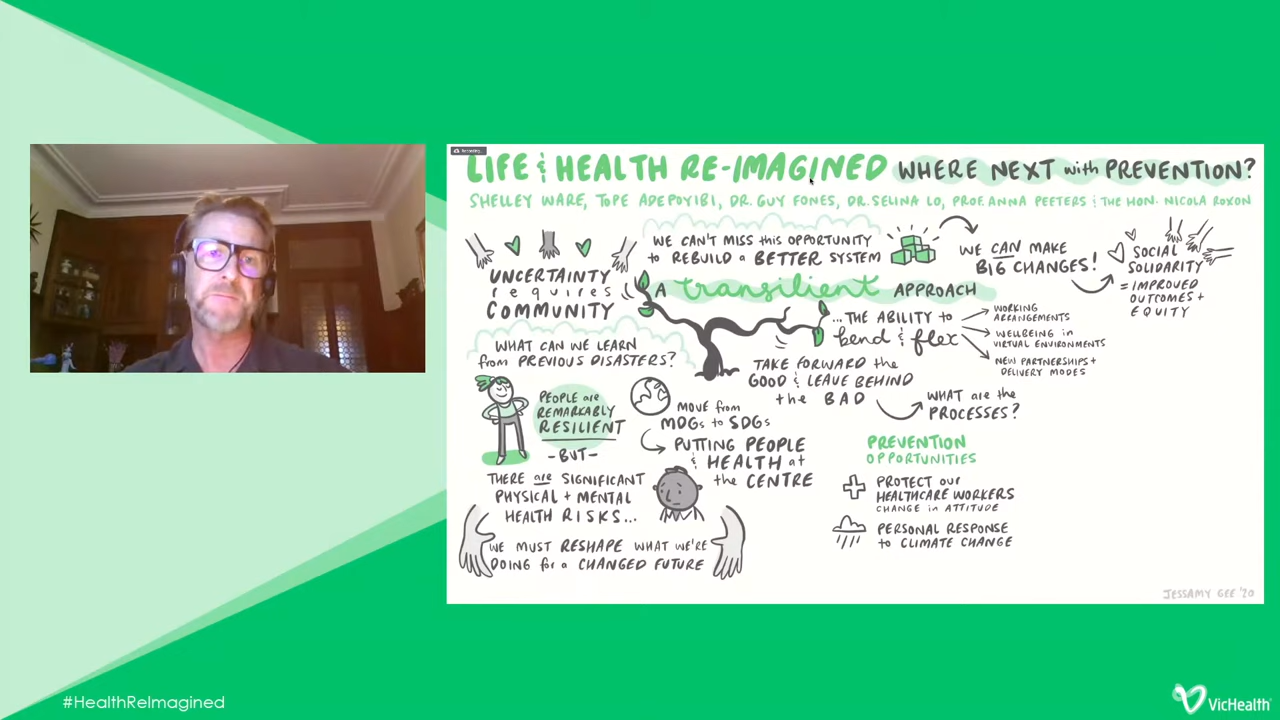 Recording...
LIFE & HEALTH RE-IMAGINED WHERE NEXT with PREVENTION?
SHELLEY WARE, TOPE ADEPOYIBI, DR. GUY FONES, DR. SELINA LO, PROF. ANNA PEETERS & THE HON. NICOLA ROXON
UNCERTAINTY
requires
COMMUNITY
WE CAN'T MISS this OPPORTUNITY
to REBUILD a BETTER SYSTEM
WE CAN MAKE
BIG CHANGES!
SOCIAL
SOLIDARITY
= IMPROVED
OUTCOMES +
EQUITY
A transilient APPROACH
...THE ABILITY to
bend & flex
WORKING
ARRANGEMENTS
WELLBEING in
VIRTUAL ENVIRONMENTS
NEW PARTNERSHIPS +
DELIVERY MODES
WHAT CAN WE LEARN
from PREVIOUS DISASTERS?
TAKE FORWARD the
GOOD & LEAVE BEHIND
the BAD
WHAT are the
PROCESSES?
PEOPLE are
REMARKABLY
RESILIENT
-BUT-
THERE are SIGNIFICANT
PHYSICAL + MENTAL
HEALTH RISKS...
MOVE from
MDGs to SDGs
PUTTING PEOPLE
& HEALTH at
the CENTRE
WE MUST RESHAPE WHAT WE'RE
DOING for a CHANGED FUTURE
PREVENTION
OPPORTUNITIES
PROTECT our
HEALTHCARE WORKERS
CHANGE in ATTITUDE
PERSONAL RESPONSE
to CLIMATE CHANGE
JESSAMY GEE '20
#HealthReImagined
VicHealth